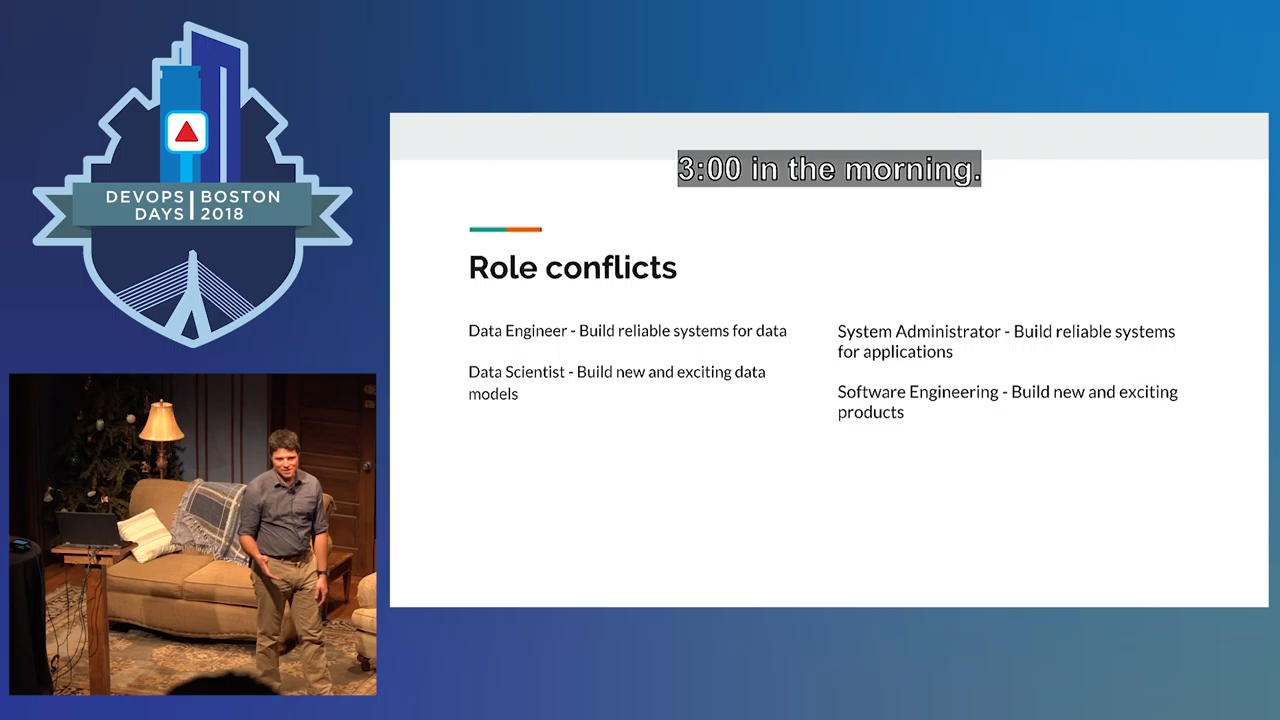 DEVOPS BOSTON
DAYS 2018
3:00 in the morning.
Role conflicts
Data Engineer - Build reliable systems for data
Data Scientist - Build new and exciting data
models
System Administrator - Build reliable systems
for applications
Software Engineering - Build new and exciting
products